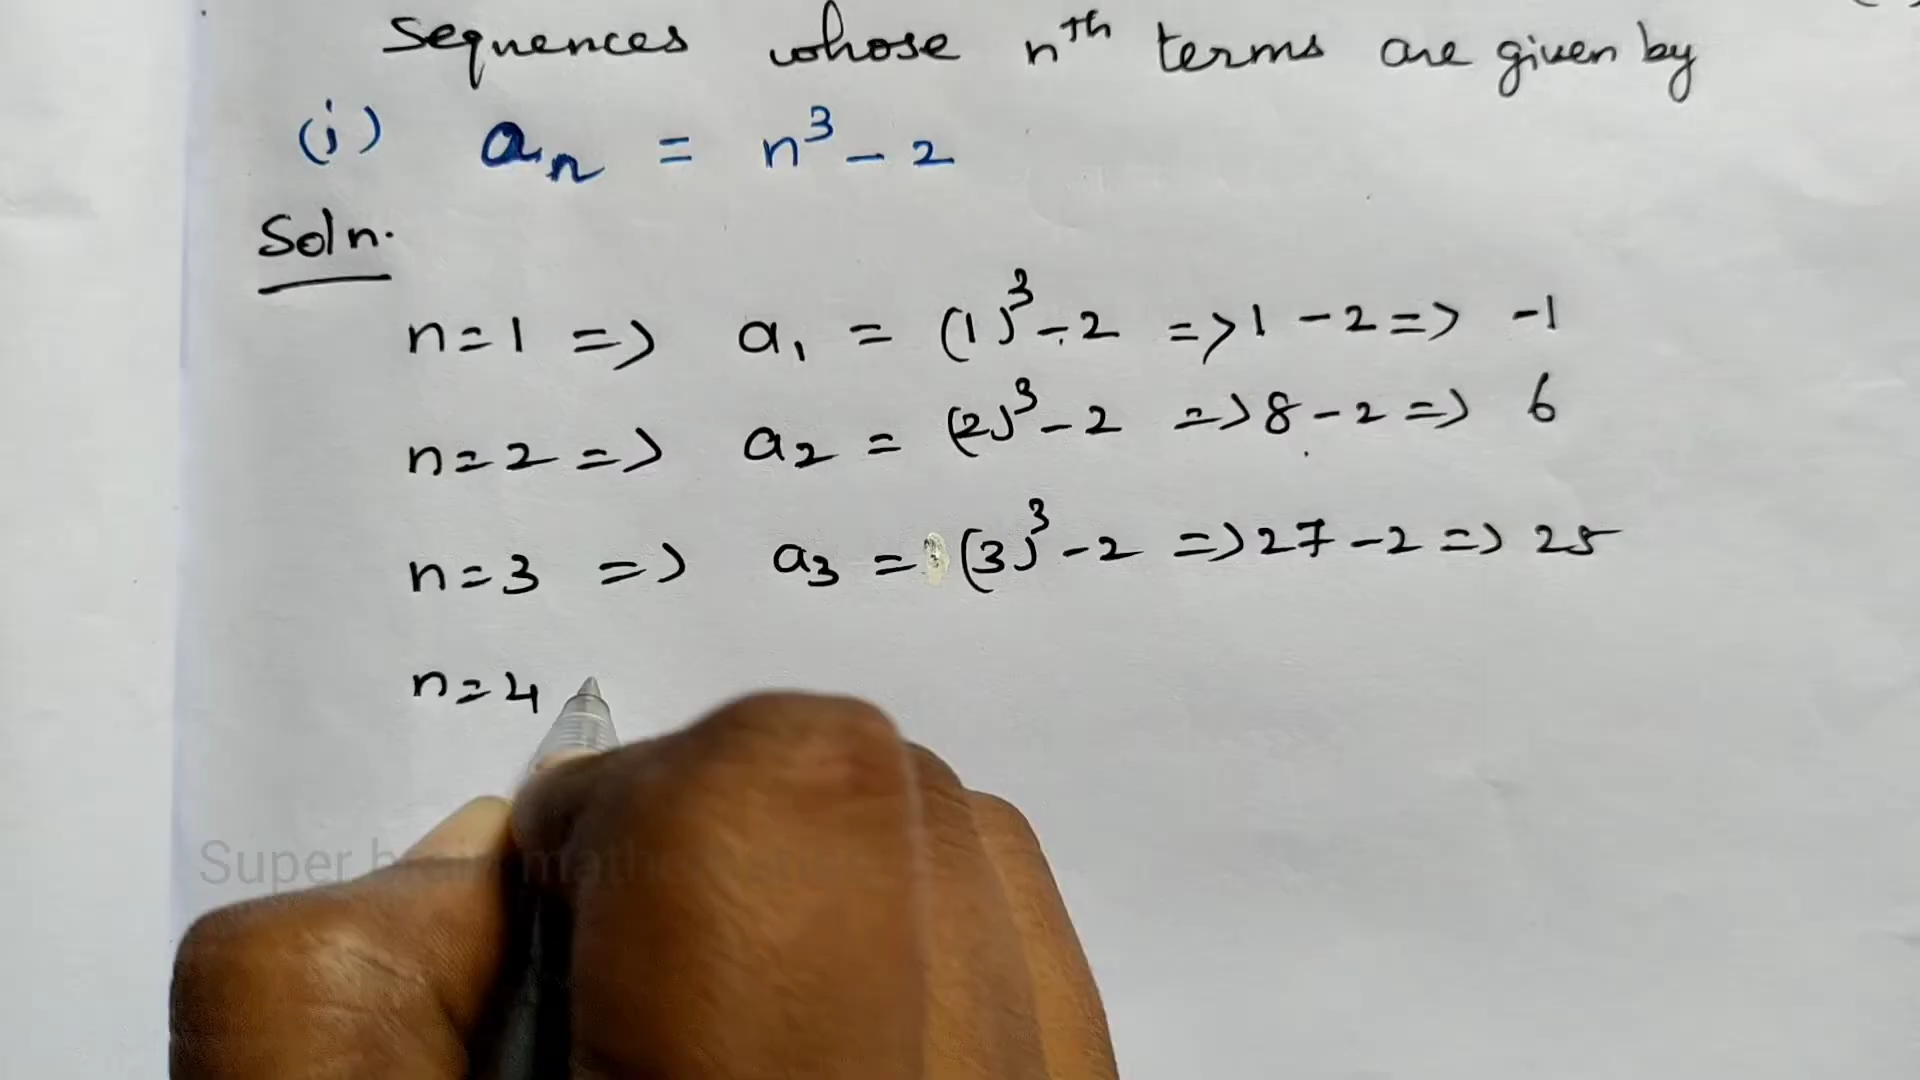 Sequences whose nth terms are given by
(i) an = n³ - 2
Soln.
n=1 => a₁ = (1)³ - 2 => 1 - 2 => -1
n=2 => a₂ = (2)³ - 2 => 8 - 2 => 6
n=3 => a₃ = (3)³ - 2 => 27 - 2 => 25
n=4
Super brain